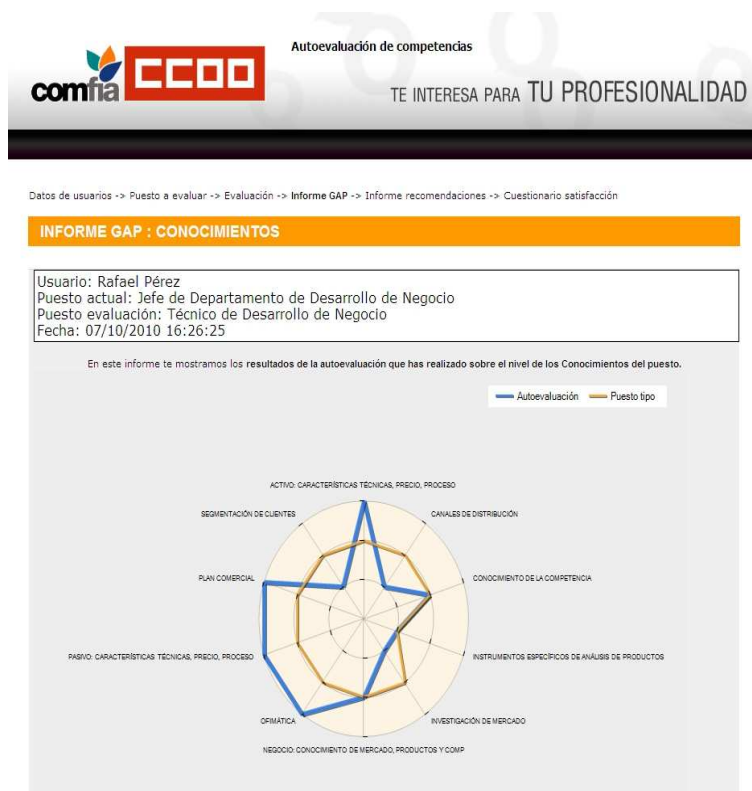 Autoevaluación de competencias
comfia CCOO
TE INTERESA PARA TU PROFESIONALIDAD
Datos de usuarios -> Puesto a evaluar -> Evaluación -> Informe GAP -> Informe recomendaciones -> Cuestionario satisfacción
INFORME GAP : CONOCIMIENTOS
Usuario: Rafael Pérez
Puesto actual: Jefe de Departamento de Desarrollo de Negocio
Puesto evaluación: Técnico de Desarrollo de Negocio
Fecha: 07/10/2010 16:26:25
En este informe te mostramos los resultados de la autoevaluación que has realizado sobre el nivel de los Conocimientos del puesto.
Autoevaluación Puesto tipo
ACTIVO: CARACTERÍSTICAS TÉCNICAS, PRECIO, PROCESO
SEGMENTACIÓN DE CLIENTES
CANALES DE DISTRIBUCIÓN
PLAN COMERCIAL
CONOCIMIENTO DE LA COMPETENCIA
PASIVO: CARACTERÍSTICAS TÉCNICAS, PRECIO, PROCESO
INSTRUMENTOS ESPECÍFICOS DE ANÁLISIS DE PRODUCTOS
OFIMÁTICA
INVESTIGACIÓN DE MERCADO
NEGOCIO: CONOCIMIENTO DE MERCADO, PRODUCTOS Y COMP